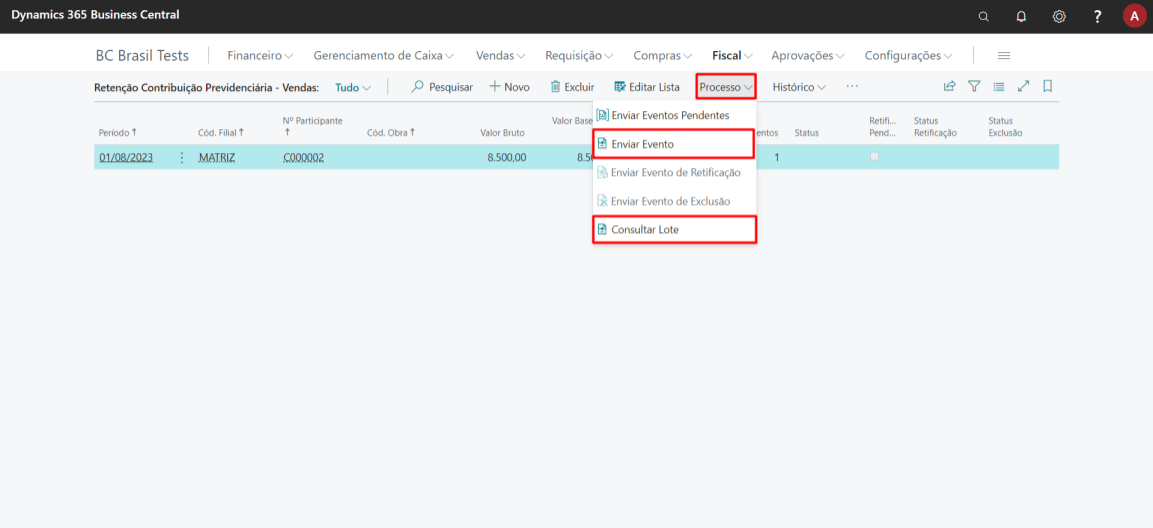 Dynamics 365 Business Central
?
A
BC Brasil Tests
Financeiro
Gerenciamento de Caixa
Vendas
Requisição
Compras
Fiscal
Aprovações
Configurações
Retenção Contribuição Previdenciária - Vendas:
Tudo
Pesquisar
Novo
Excluir
Editar Lista
Processo
Histórico
...
Enviar Eventos Pendentes
Enviar Evento
Enviar Evento de Retificação
Enviar Evento de Exclusão
Consultar Lote
Período ↑
Cód. Filial ↑
Nº Participante
↑
Cód. Obra ↑
Valor Bruto
Valor Base
Status
Retifi...
Pend...
Status
Retificação
Status
Exclusão
01/08/2023
MATRIZ
C000002
8.500,00
1